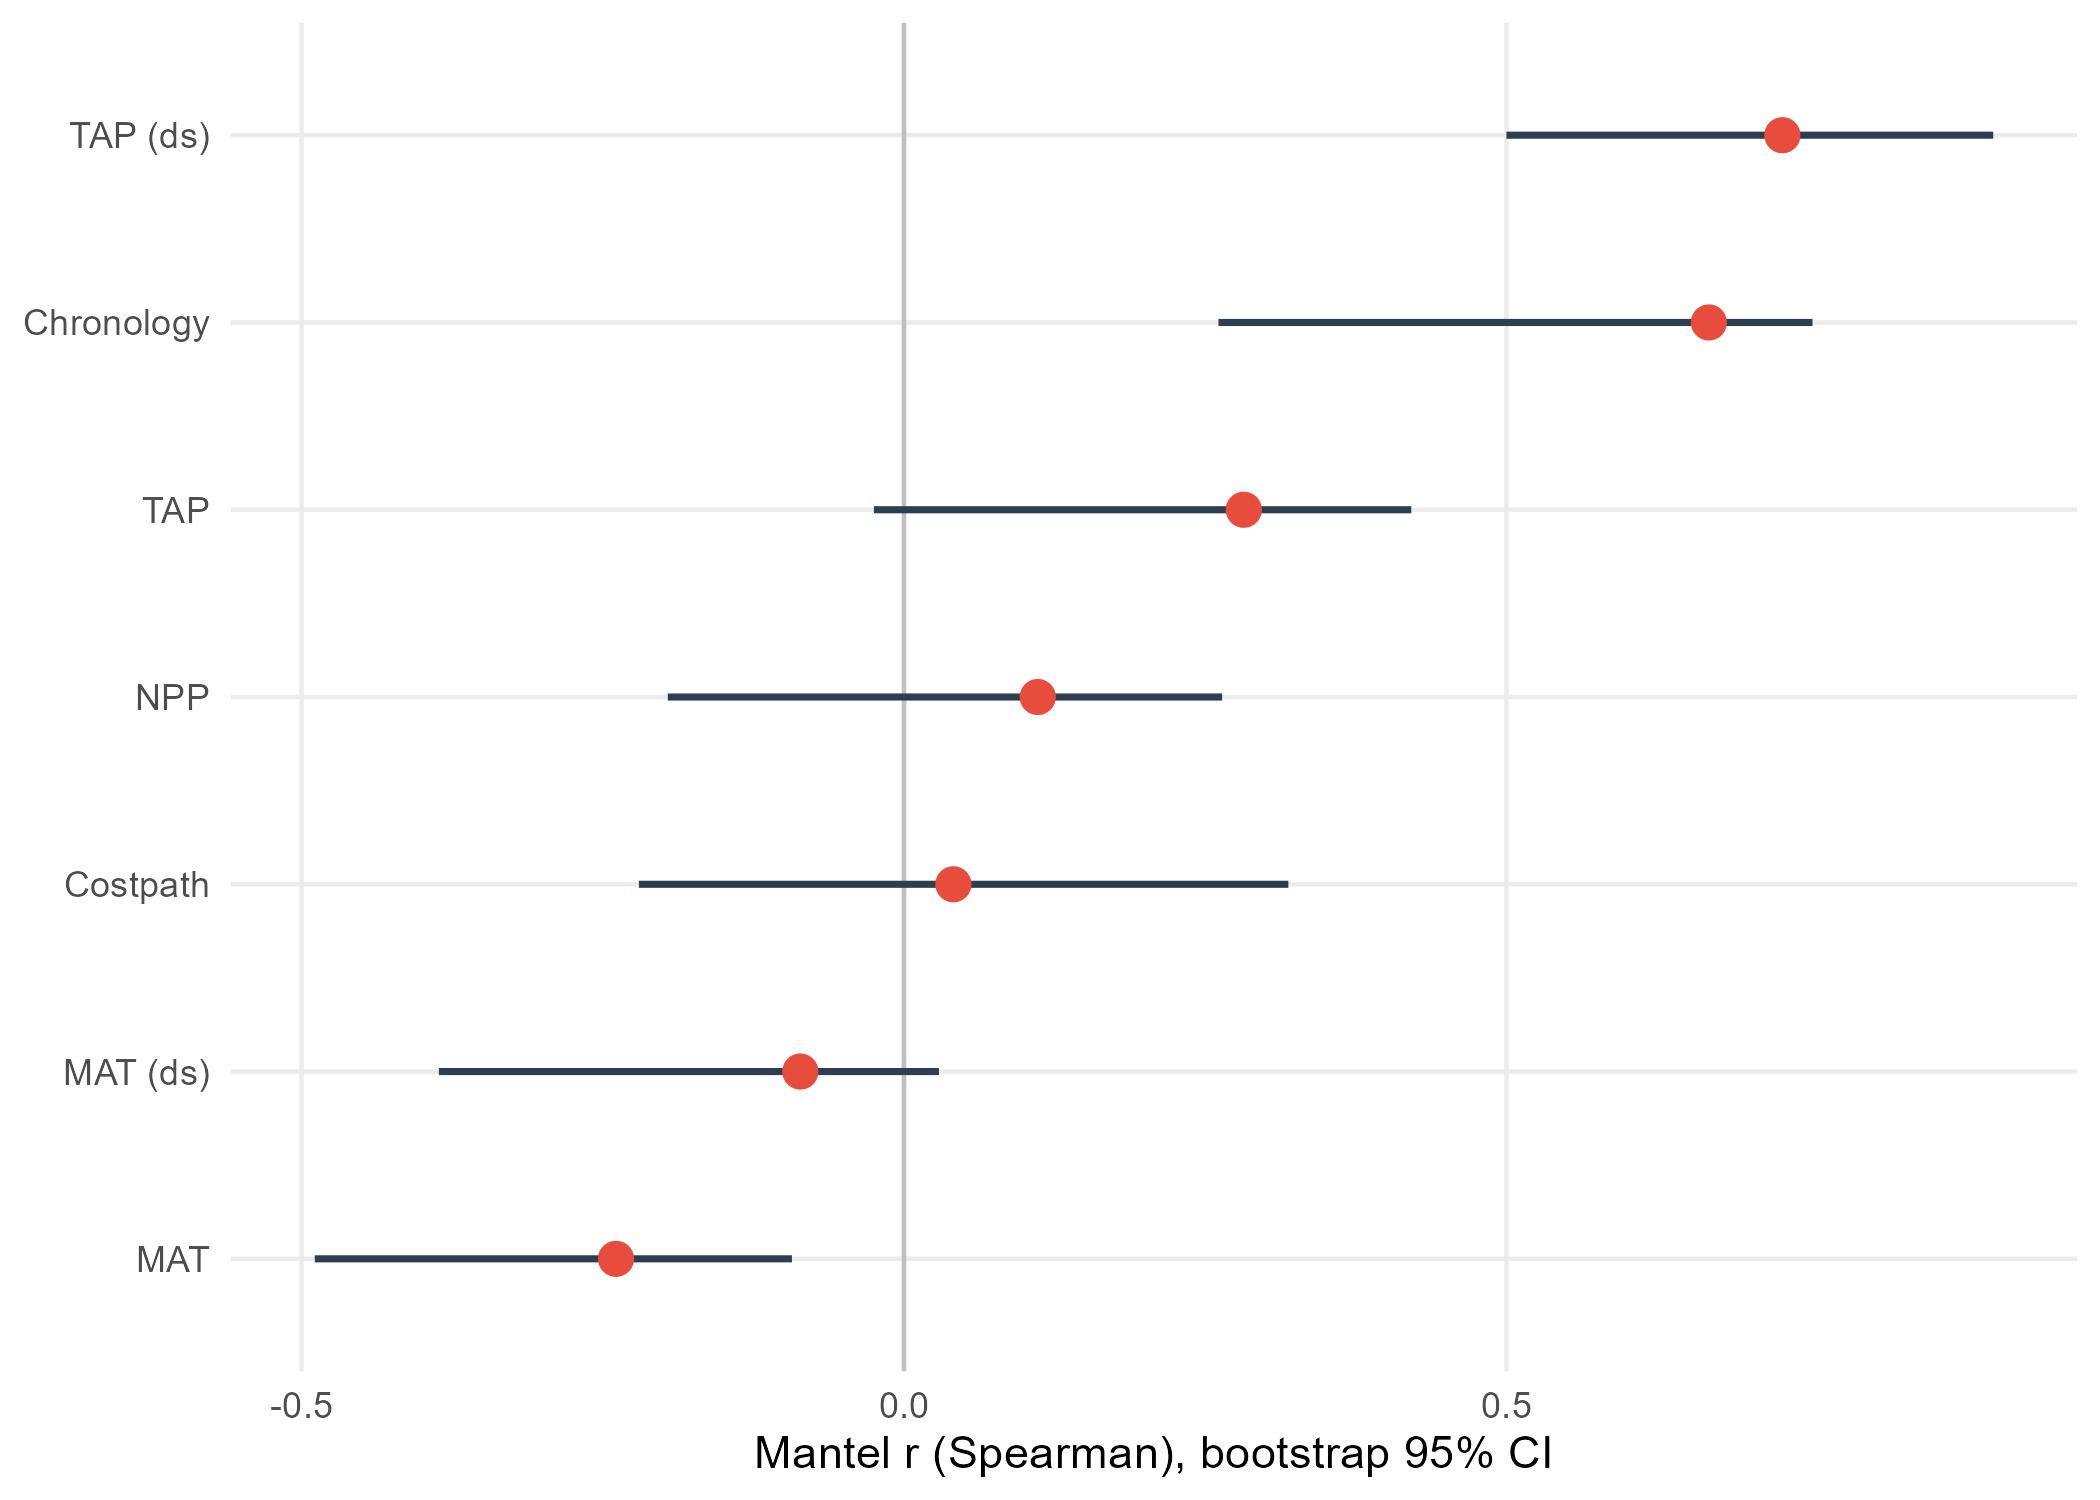 TAP (ds)
Chronology
TAP
NPP
Costpath
MAT (ds)
MAT
-0.5 0.0 0.5
Mantel r (Spearman), bootstrap 95% CI